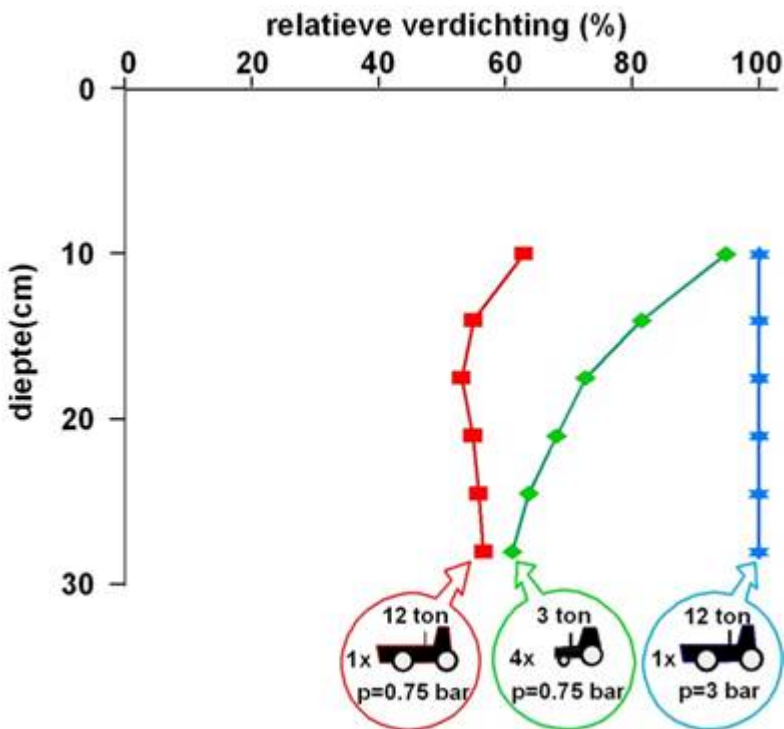 relatieve verdichting (%)
0 20 40 60 80 100
0
10
20
30
diepte(cm)
12 ton
1x
p=0.75 bar
3 ton
4x
p=0.75 bar
12 ton
1x
p=3 bar